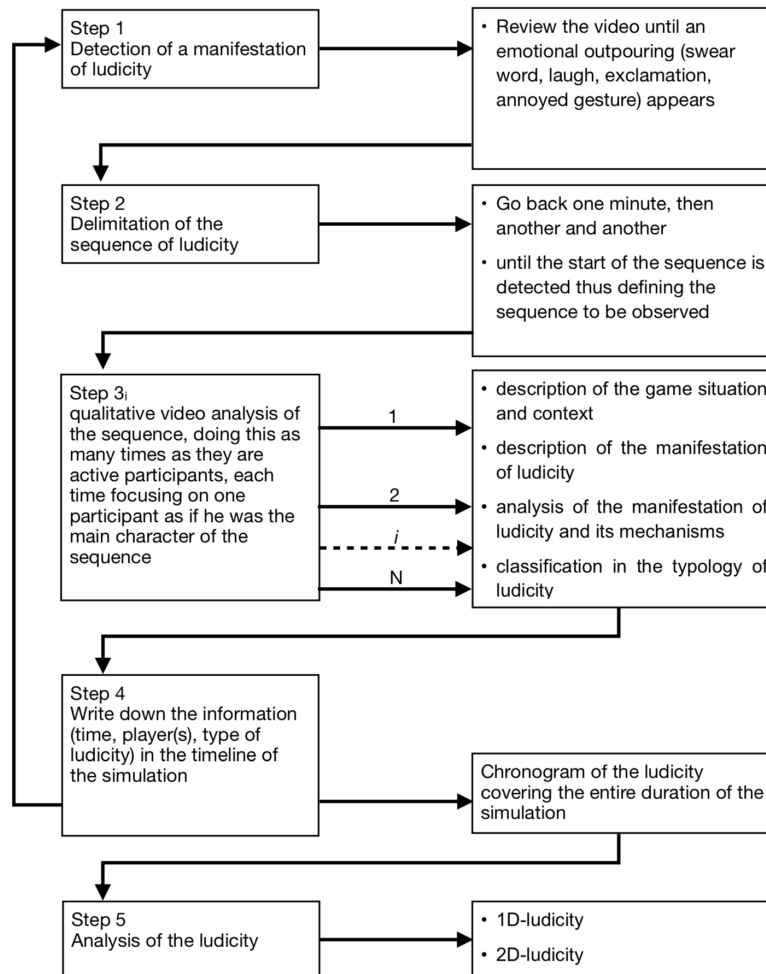 Step 1
Detection of a manifestation
of ludicity
• Review the video until an
emotional outpouring (swear
word, laugh, exclamation,
annoyed gesture) appears
Step 2
Delimitation of the
sequence of ludicity
• Go back one minute, then
another and another
• until the start of the sequence is
detected thus defining the
sequence to be observed
Step 3i
qualitative video analysis of
the sequence, doing this as
many times as they are
active participants, each
time focusing on one
participant as if he was the
main character of the
sequence
1
2
i
N
• description of the game situation
and context
• description of the manifestation
of ludicity
• analysis of the manifestation of
ludicity and its mechanisms
• classification in the typology of
ludicity
Step 4
Write down the information
(time, player(s), type of
ludicity) in the timeline of
the simulation
Chronogram of the ludicity
covering the entire duration of the
simulation
Step 5
Analysis of the ludicity
• 1D-ludicity
• 2D-ludicity